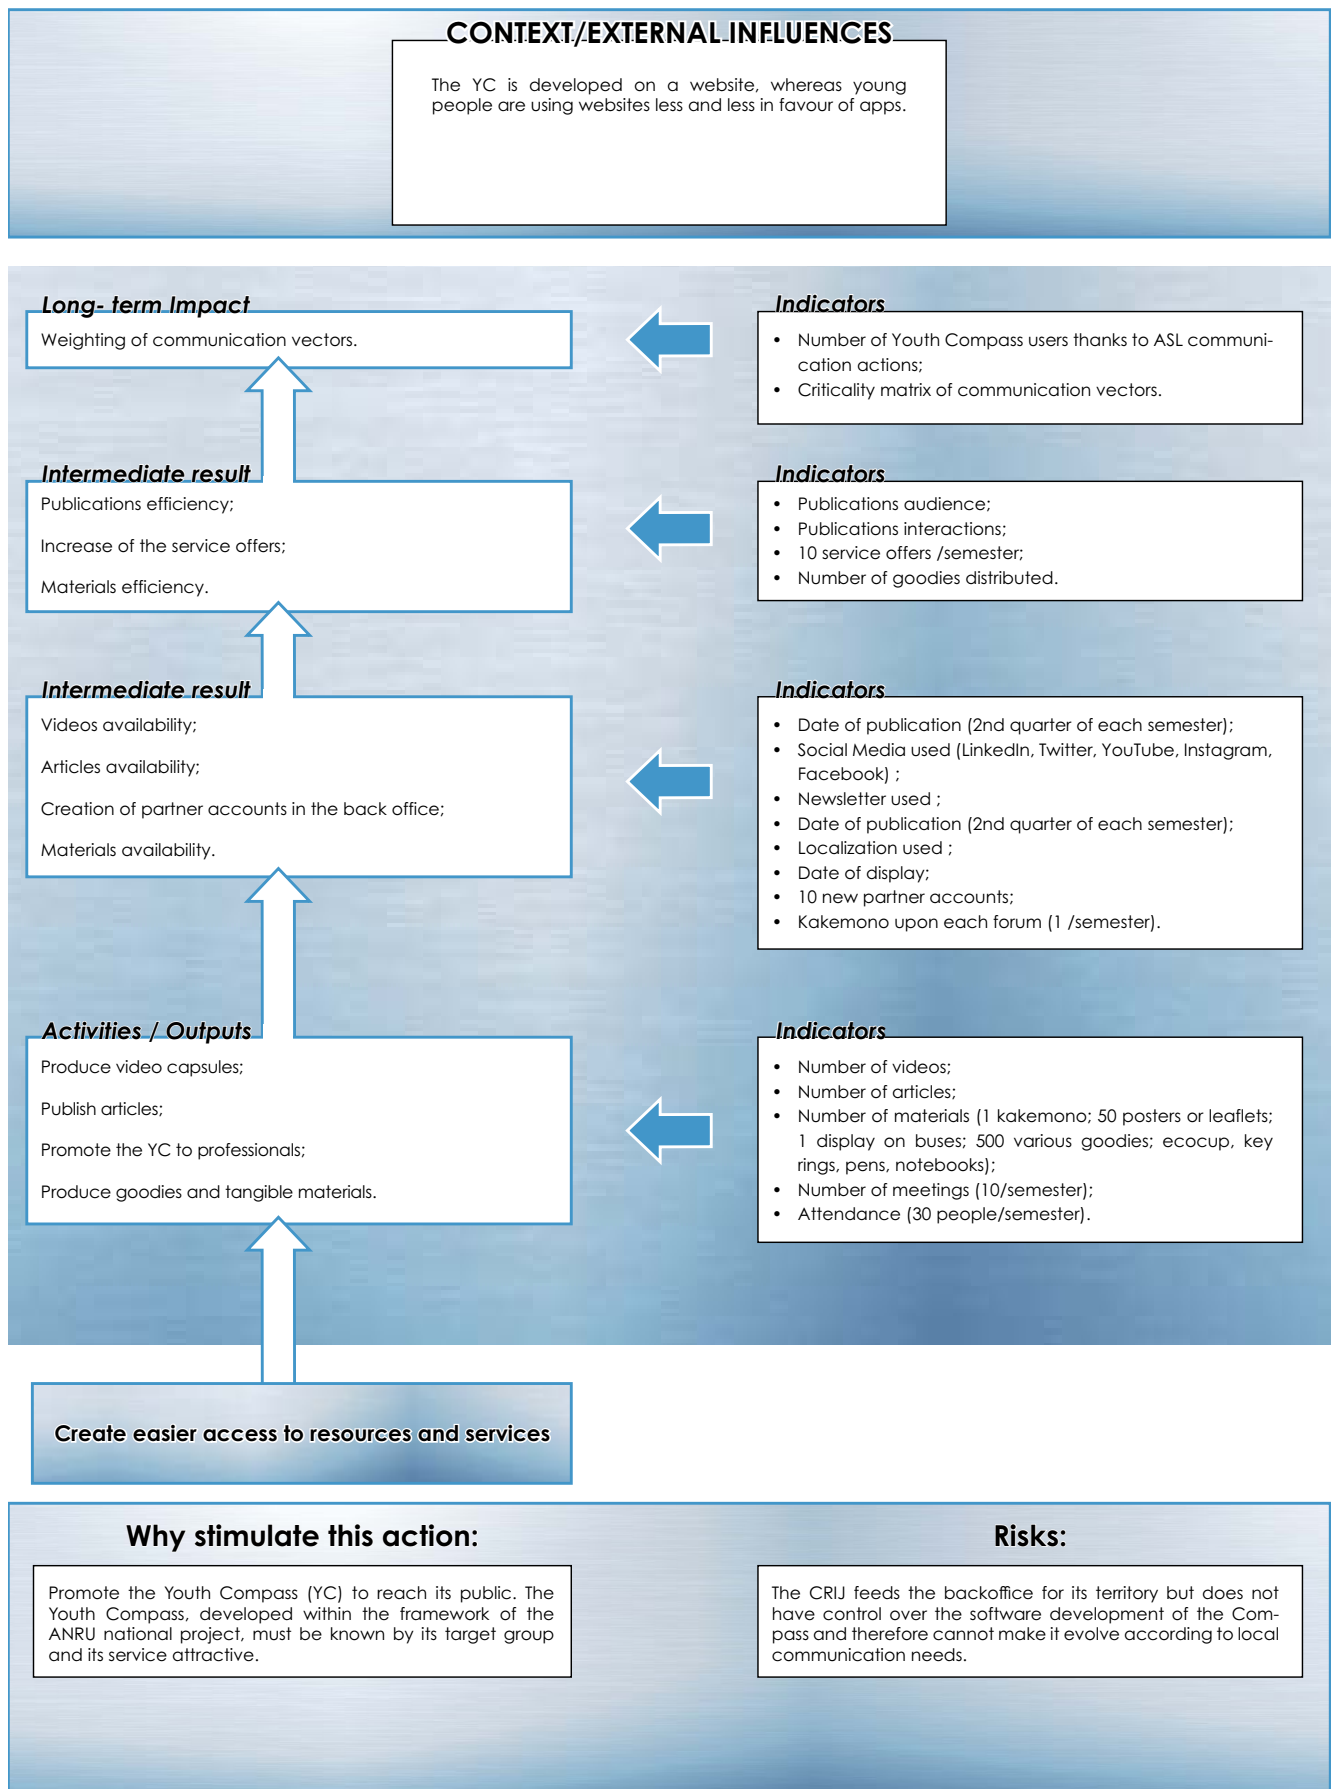 CONTEXT/EXTERNAL INFLUENCES
The YC is developed on a website, whereas young
people are using websites less and less in favour of apps.
Long- term Impact
Weighting of communication vectors.
Indicators
• Number of Youth Compass users thanks to ASL communi-
cation actions;
• Criticality matrix of communication vectors.
Intermediate result
Publications efficiency;
Increase of the service offers;
Materials efficiency.
Indicators
• Publications audience;
• Publications interactions;
• 10 service offers /semester;
• Number of goodies distributed.
Intermediate result
Videos availability;
Articles availability;
Creation of partner accounts in the back office;
Materials availability.
Indicators
• Date of publication (2nd quarter of each semester);
• Social Media used (LinkedIn, Twitter, YouTube, Instagram,
Facebook) ;
• Newsletter used ;
• Date of publication (2nd quarter of each semester);
• Localization used ;
• Date of display;
• 10 new partner accounts;
• Kakemono upon each forum (1 /semester).
Activities / Outputs
Produce video capsules;
Publish articles;
Promote the YC to professionals;
Produce goodies and tangible materials.
Indicators
• Number of videos;
• Number of articles;
• Number of materials (1 kakemono; 50 posters or leaflets;
1 display on buses; 500 various goodies; ecocup, key
rings, pens, notebooks);
• Number of meetings (10/semester);
• Attendance (30 people/semester).
Create easier access to resources and services
Why stimulate this action:
Promote the Youth Compass (YC) to reach its public. The
Youth Compass, developed within the framework of the
ANRU national project, must be known by its target group
and its service attractive.
Risks:
The CRIJ feeds the backoffice for its territory but does not
have control over the software development of the Com-
pass and therefore cannot make it evolve according to local
communication needs.